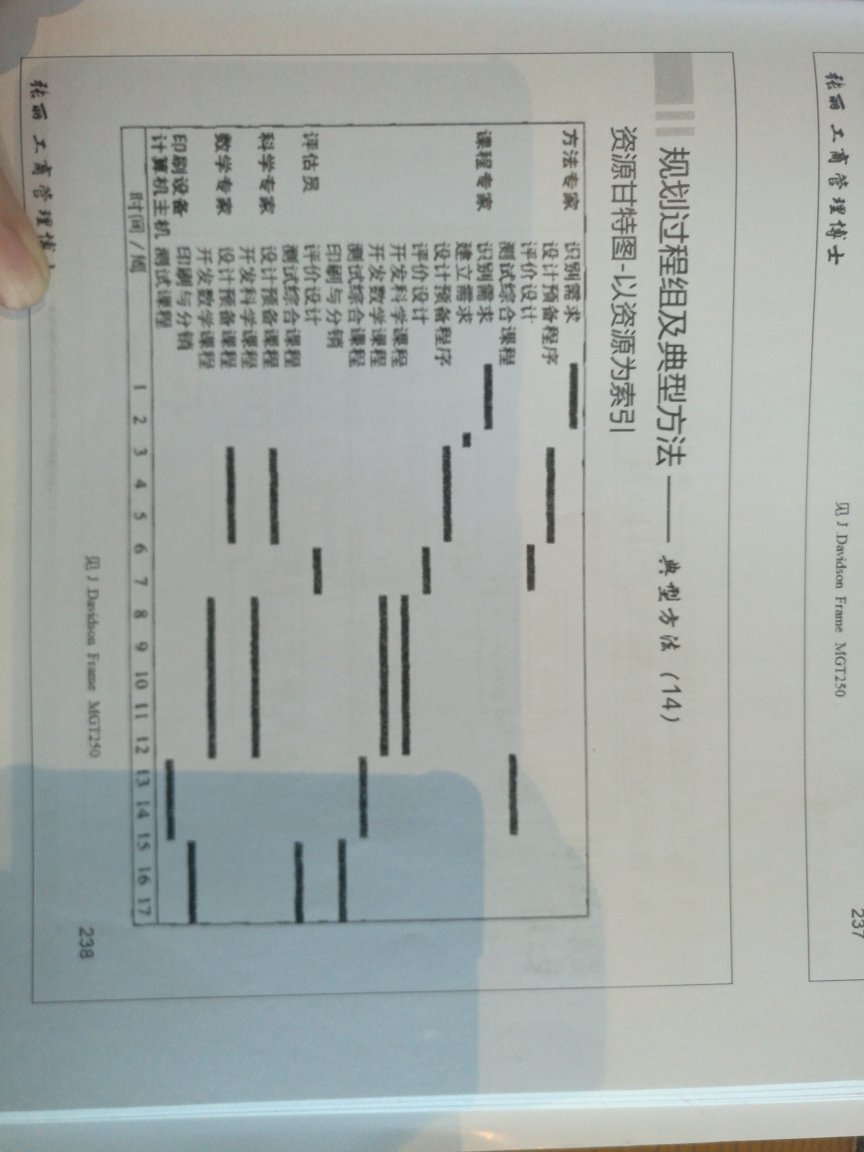 见 J Davidson Frame MGT250
张丽 工商管理博士
237
规划过程组及典型方法——典型方法（14）
资源甘特图-以资源为索引
方法专家 识别需求
设计预备程序
评价设计
测试综合课程
课程专家 识别需求
建立需求
设计预备程序
评价设计
开发科学课程
开发数学课程
测试综合课程
印刷与分销
评估员 评价设计
测试综合课程
科学专家 设计预备课程
开发科学课程
数学专家 设计预备课程
开发数学课程
印刷设备 印刷与分销
计算机主机 测试课程
时间/周 1 2 3 4 5 6 7 8 9 10 11 12 13 14 15 16 17
见 J Davidson Frame MGT250
238
张丽 工商管理博